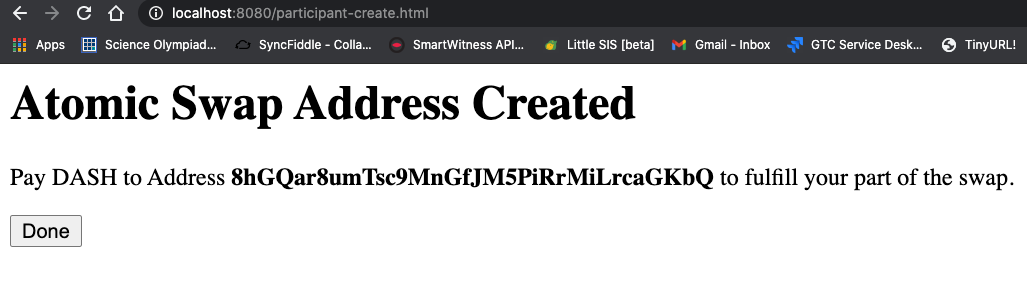 localhost:8080/participant-create.html
Apps Science Olympiad... SyncFiddle - Colla... SmartWitness API... Little SIS [beta] Gmail - Inbox GTC Service Desk... TinyURL!
Atomic Swap Address Created
Pay DASH to Address 8hGQar8umTsc9MnGfJM5PiRrMiLrcaGKbQ to fulfill your part of the swap.
Done